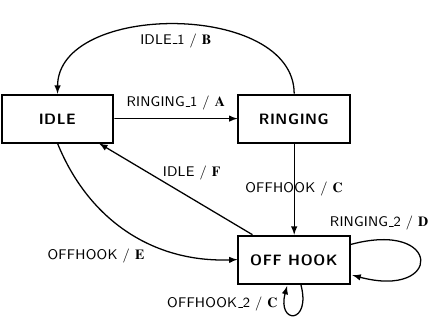 IDLE_1 / B
RINGING_1 / A
IDLE
RINGING
IDLE / F
OFFHOOK / C
RINGING_2 / D
OFFHOOK / E
OFF HOOK
OFFHOOK_2 / C